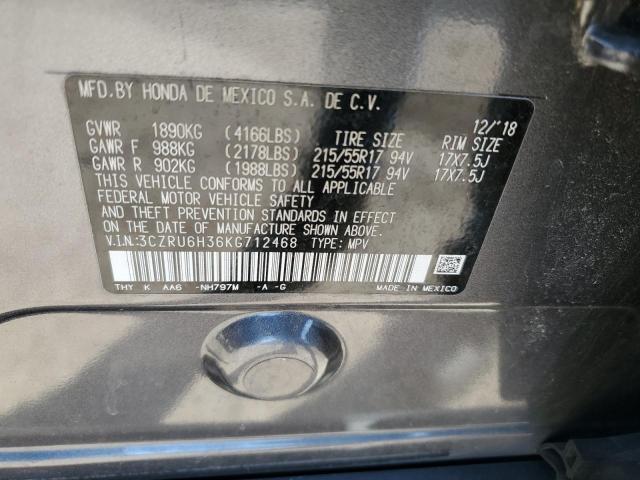 MFD.BY HONDA DE MEXICO S.A. DE C.V.
12/'18
GVWR 1890KG (4166LBS) TIRE SIZE RIM SIZE
GAWR F 988KG (2178LBS) 215/55R17 94V 17X7.5J
GAWR R 902KG (1988LBS) 215/55R17 94V 17X7.5J
THIS VEHICLE CONFORMS TO ALL APPLICABLE
FEDERAL MOTOR VEHICLE SAFETY
AND THEFT PREVENTION STANDARDS IN EFFECT
ON THE DATE OF MANUFACTURE SHOWN ABOVE.
V.I.N:3CZRU6H36KG712468 TYPE: MPV
THY K AA6 -NH797M -A -G MADE IN MEXICO